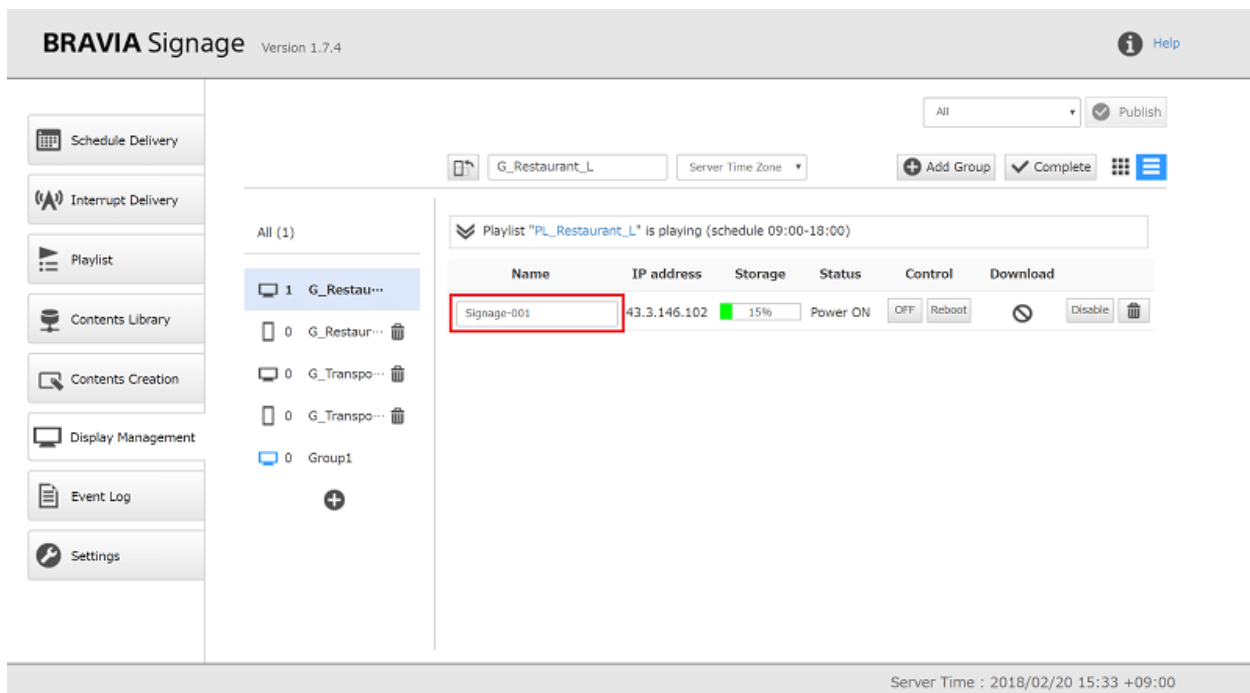 BRAVIA Signage Version 1.7.4
Help
All
Publish
Schedule Delivery
G_Restaurant_L
Server Time Zone
Add Group
Complete
Interrupt Delivery
All (1)
Playlist "PL_Restaurant_L" is playing (schedule 09:00-18:00)
Playlist
Name IP address Storage Status Control Download
1 G_Restau···
Signage-001 43.3.146.102 15% Power ON OFF Reboot Disable
Contents Library
0 G_Restaur···
Contents Creation
0 G_Transpo···
0 G_Transpo···
Display Management
0 Group1
Event Log
Settings
Server Time : 2018/02/20 15:33 +09:00